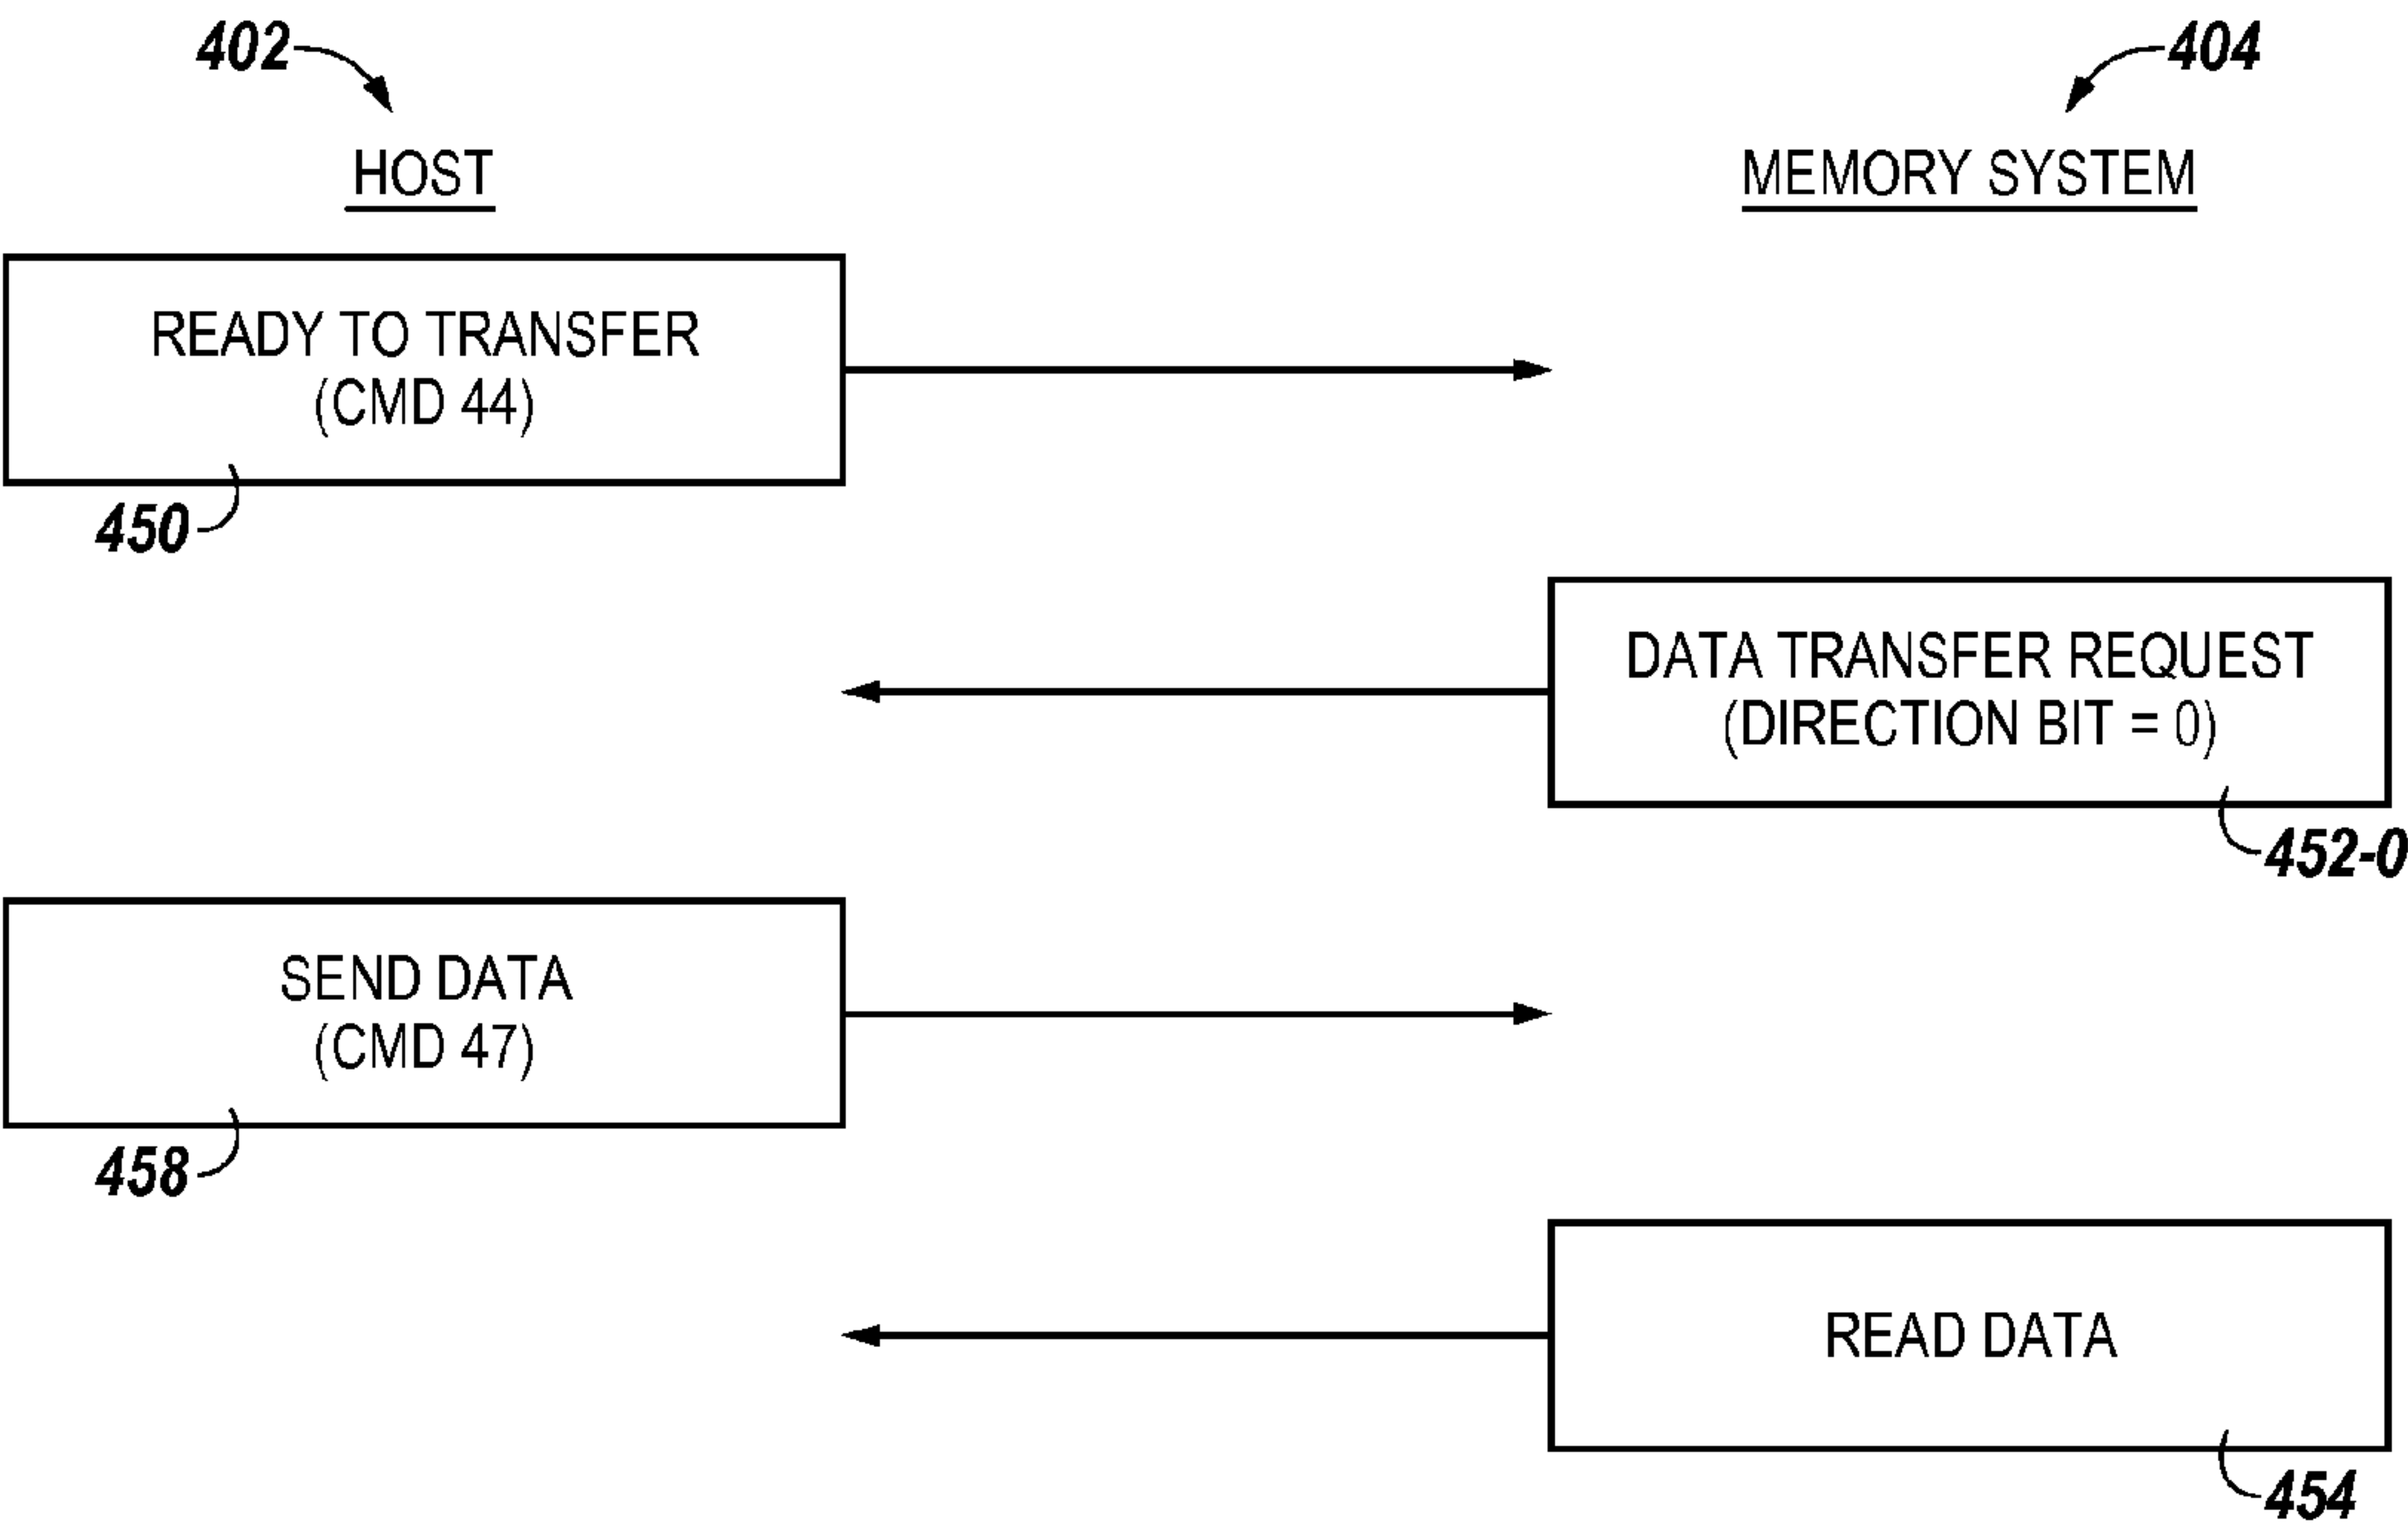 402
404
HOST
MEMORY SYSTEM
READY TO TRANSFER
(CMD 44)
450
DATA TRANSFER REQUEST
(DIRECTION BIT = 0)
452-0
SEND DATA
(CMD 47)
458
READ DATA
454